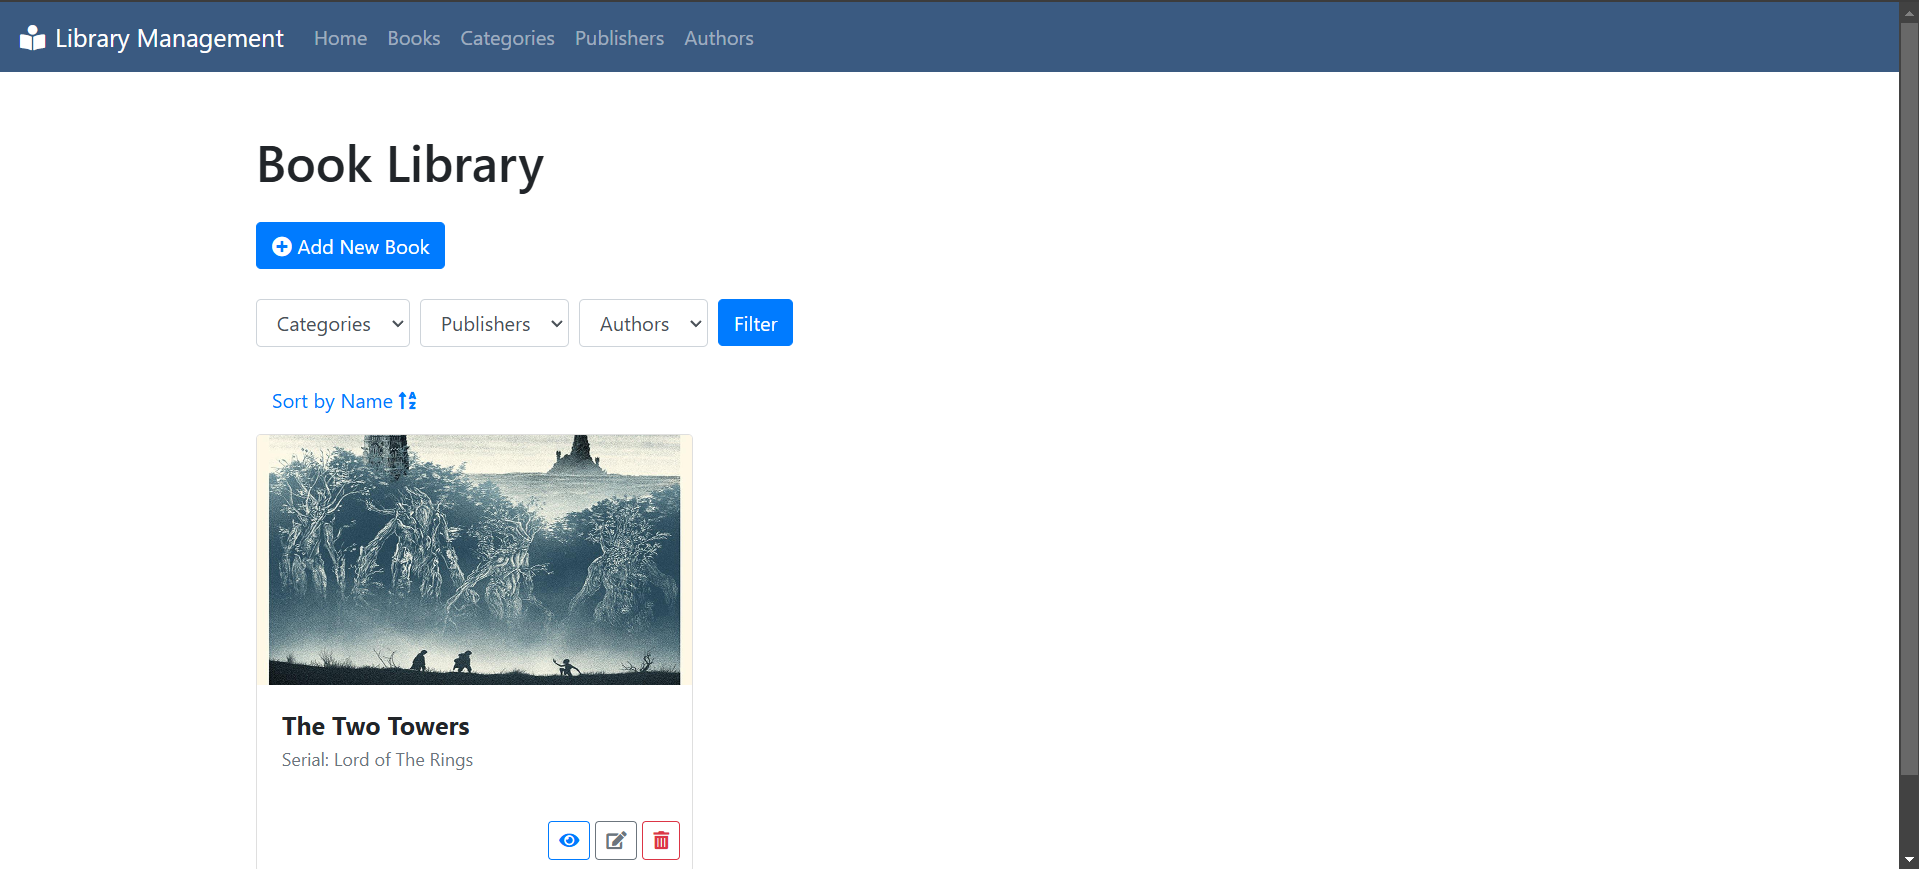 Library Management Home Books Categories Publishers Authors
Book Library
Add New Book
Categories Publishers Authors Filter
Sort by Name
The Two Towers
Serial: Lord of The Rings